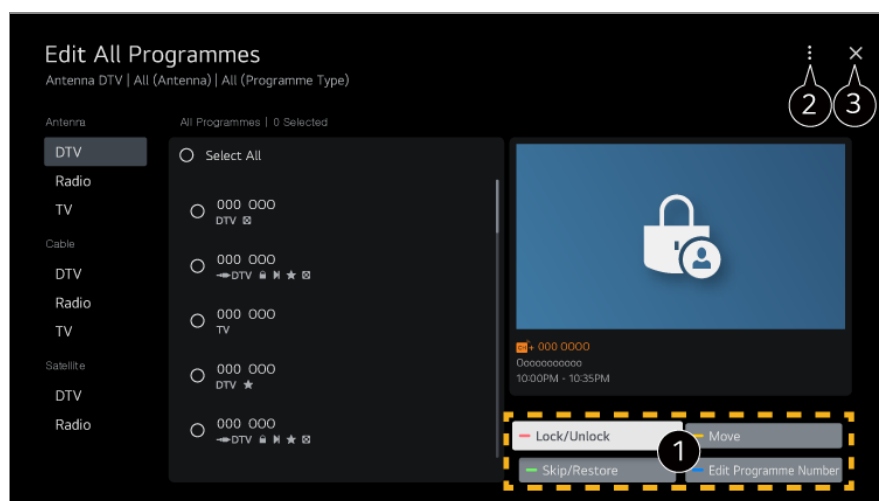 Edit All Programmes
Antenna DTV | All (Antenna) | All (Programme Type)
2
3
Antenna
All Programmes | 0 Selected
DTV
Radio
TV
Cable
DTV
Radio
TV
Satellite
DTV
Radio
Select All
000 000
DTV
000 000
DTV
000 000
TV
000 000
DTV
000 000
DTV
CH+ 000 0000
Ooooooooooo
10:00PM - 10:35PM
Lock/Unlock
1
Move
Skip/Restore
Edit Programme Number